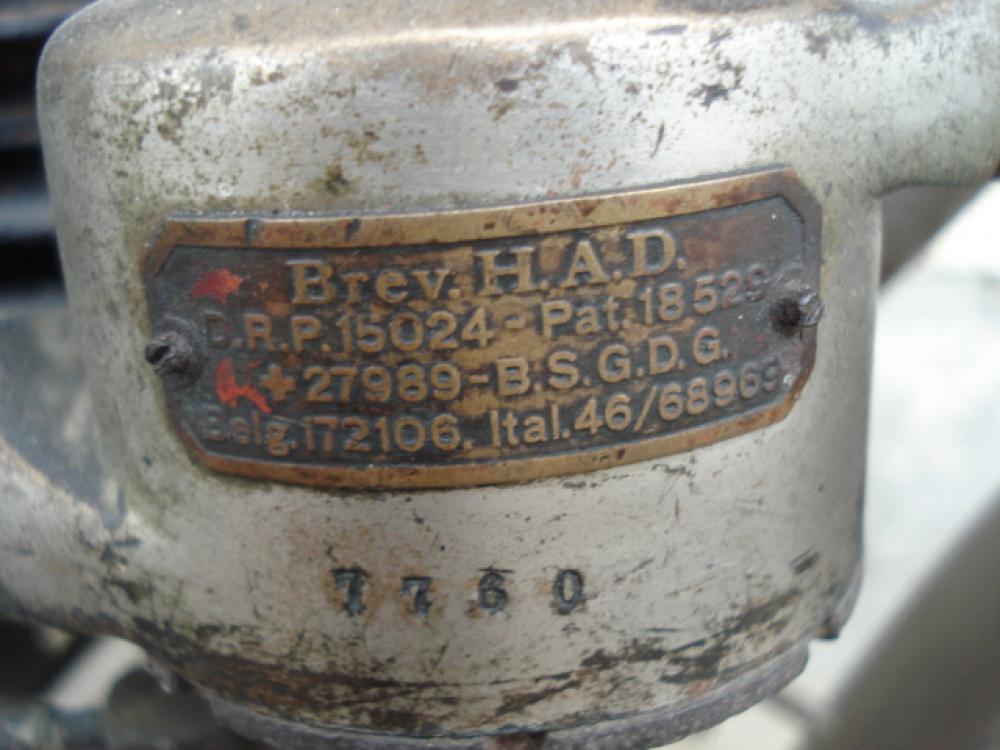 Brev. H.A.D.
D.R.P. 15024 - Pat. 18529
+ 27989 - B.S.G.D.G.
Belg. 172106. Ital. 46/68969
7760